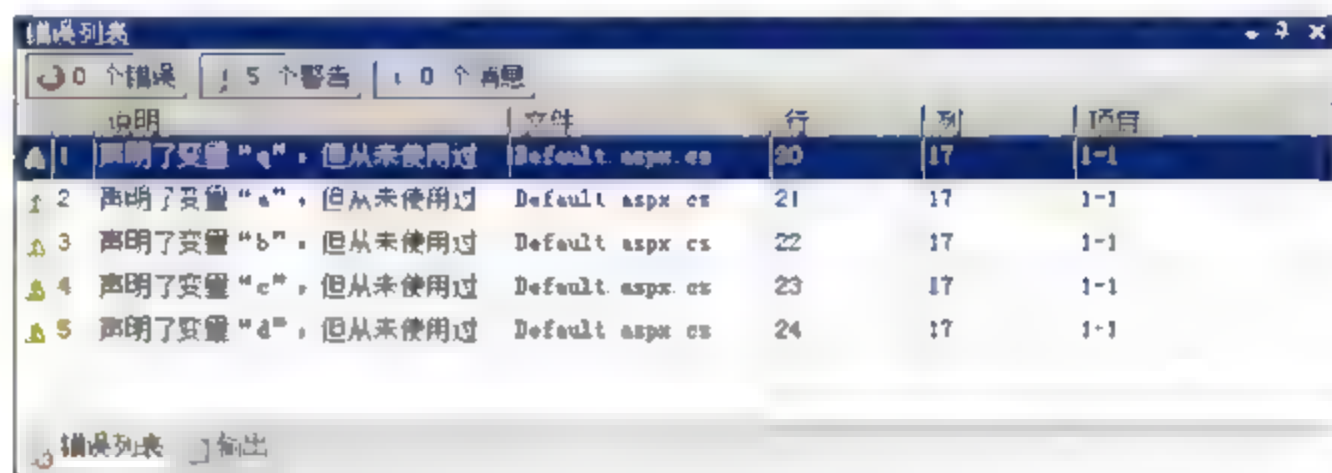 错误列表
0 个错误 5 个警告 0 个消息
说明 文件 行 列 项目
1 声明了变量“q”，但从未使用过 Default.aspx.cs 20 17 1-1
2 声明了变量“a”，但从未使用过 Default.aspx.cs 21 17 1-1
3 声明了变量“b”，但从未使用过 Default.aspx.cs 22 17 1-1
4 声明了变量“c”，但从未使用过 Default.aspx.cs 23 17 1-1
5 声明了变量“d”，但从未使用过 Default.aspx.cs 24 17 1-1
错误列表 输出